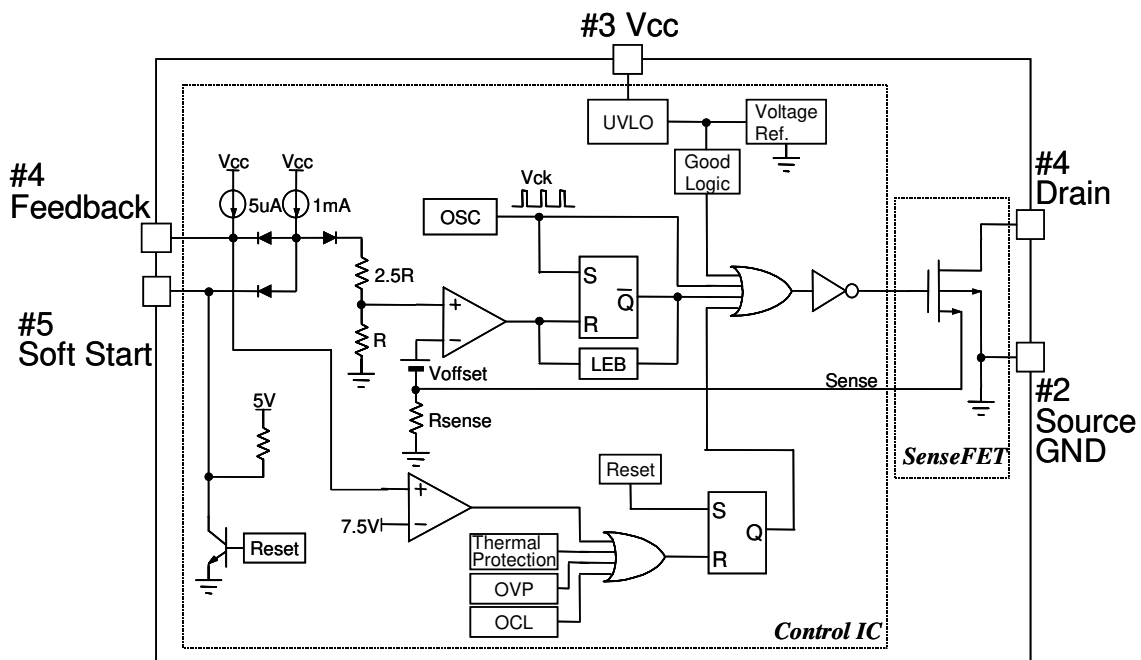 #3 Vcc
UVLO
Voltage
Ref.
Good
Logic
#4
Feedback
Vcc
Vcc
5uA
1mA
Vck
OSC
#4
Drain
2.5R
R
S
Q
R
LEB
Voffset
Sense
#5
Soft Start
#2
Source
GND
Rsense
5V
SenseFET
Reset
S
Q
R
7.5V
Reset
Thermal
Protection
OVP
OCL
Control IC